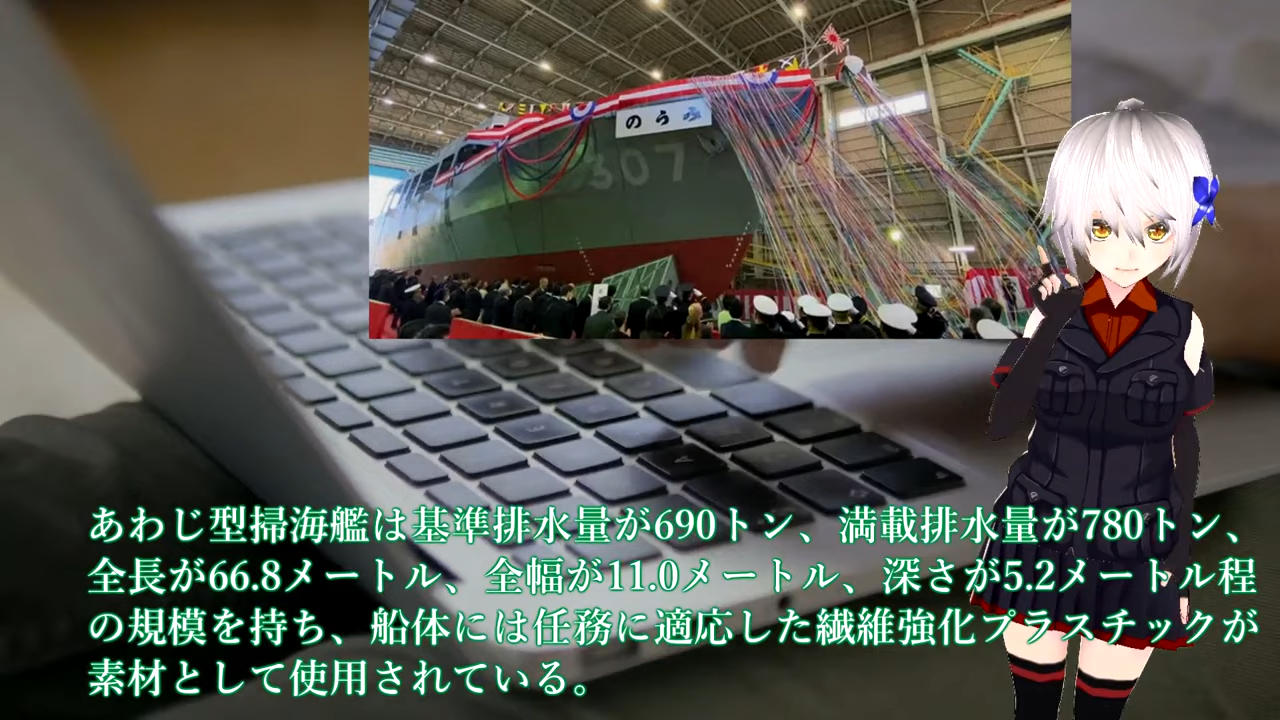 のうみ
307
あわじ型掃海艦は基準排水量が690トン、満載排水量が780トン、
全長が66.8メートル、全幅が11.0メートル、深さが5.2メートル程
の規模を持ち、船体には任務に適応した繊維強化プラスチックが
素材として使用されている。